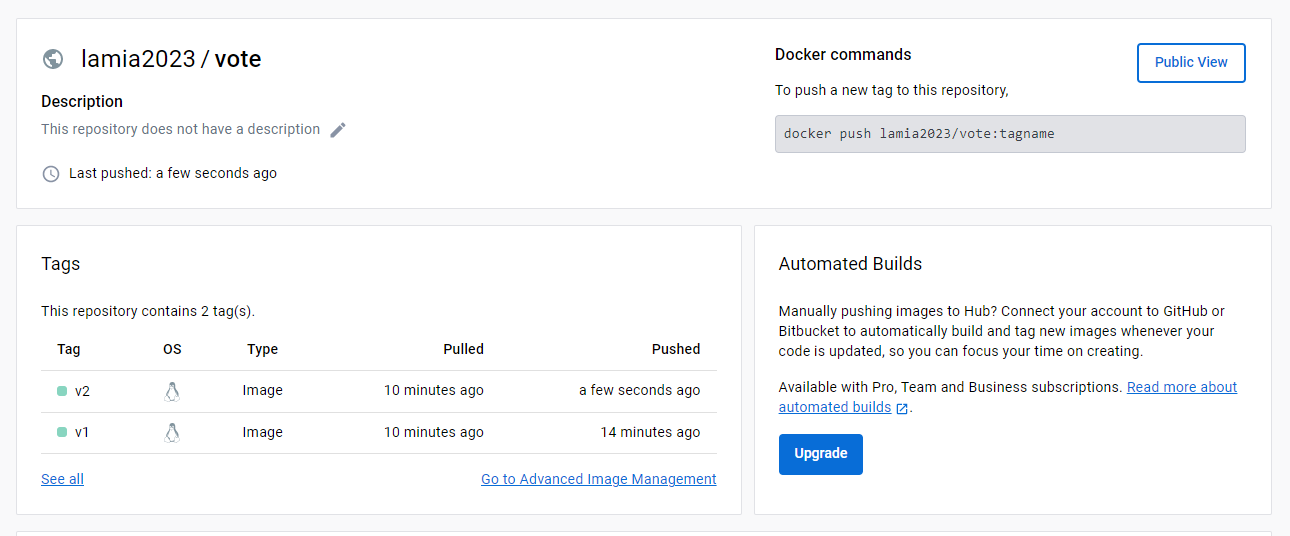 lamia2023 / vote
Description
This repository does not have a description
Last pushed: a few seconds ago
Docker commands
Public View
To push a new tag to this repository,
docker push lamia2023/vote:tagname
Tags
This repository contains 2 tag(s).
Tag OS Type Pulled Pushed
v2 Image 10 minutes ago a few seconds ago
v1 Image 10 minutes ago 14 minutes ago
See all Go to Advanced Image Management
Automated Builds
Manually pushing images to Hub? Connect your account to GitHub or
Bitbucket to automatically build and tag new images whenever your
code is updated, so you can focus your time on creating.
Available with Pro, Team and Business subscriptions. Read more about
automated builds .
Upgrade